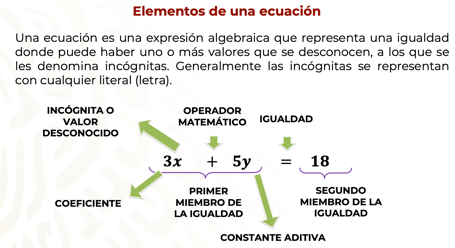 Elementos de una ecuación
Una ecuación es una expresión algebraica que representa una igualdad
donde puede haber uno o más valores que se desconocen, a los que se
les denomina incógnitas. Generalmente las incógnitas se representan
con cualquier literal (letra).
INCÓGNITA O
VALOR
DESCONOCIDO
OPERADOR
MATEMÁTICO
IGUALDAD
3x + 5y = 18
COEFICIENTE
PRIMER
MIEMBRO DE
LA IGUALDAD
SEGUNDO
MIEMBRO DE LA
IGUALDAD
CONSTANTE ADITIVA